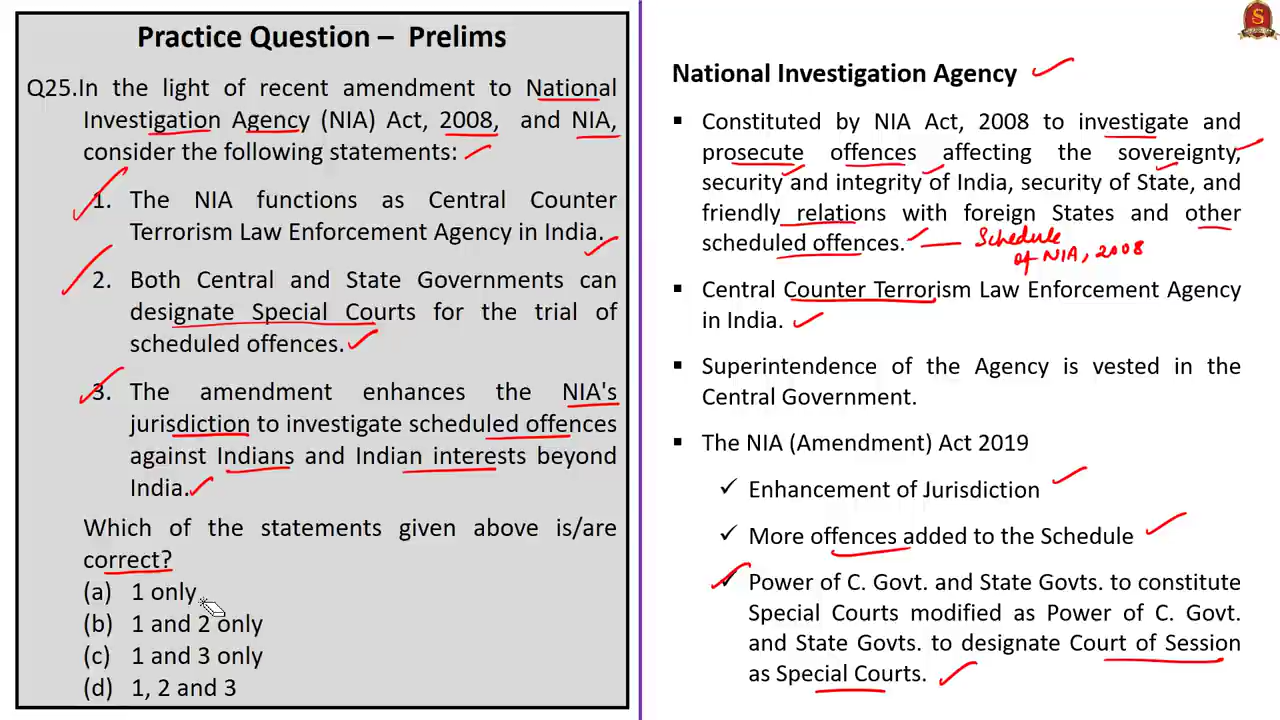 Practice Question – Prelims
Q25.In the light of recent amendment to National
Investigation Agency (NIA) Act, 2008, and NIA,
consider the following statements:
1. The NIA functions as Central Counter
Terrorism Law Enforcement Agency in India.
2. Both Central and State Governments can
designate Special Courts for the trial of
scheduled offences.
3. The amendment enhances the NIA's
jurisdiction to investigate scheduled offences
against Indians and Indian interests beyond
India.
Which of the statements given above is/are
correct?
(a) 1 only
(b) 1 and 2 only
(c) 1 and 3 only
(d) 1, 2 and 3
National Investigation Agency
▪ Constituted by NIA Act, 2008 to investigate and
prosecute offences affecting the sovereignty,
security and integrity of India, security of State, and
friendly relations with foreign States and other
scheduled offences. — Schedule
of NIA, 2008
▪ Central Counter Terrorism Law Enforcement Agency
in India.
▪ Superintendence of the Agency is vested in the
Central Government.
▪ The NIA (Amendment) Act 2019
✓ Enhancement of Jurisdiction
✓ More offences added to the Schedule
✓ Power of C. Govt. and State Govts. to constitute
Special Courts modified as Power of C. Govt.
and State Govts. to designate Court of Session
as Special Courts.